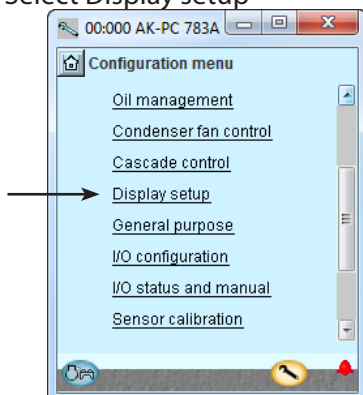 Select Display setup
00:000 AK-PC 783A
Configuration menu
Oil management
Condenser fan control
Cascade control
Display setup
General purpose
I/O configuration
I/O status and manual
Sensor calibration